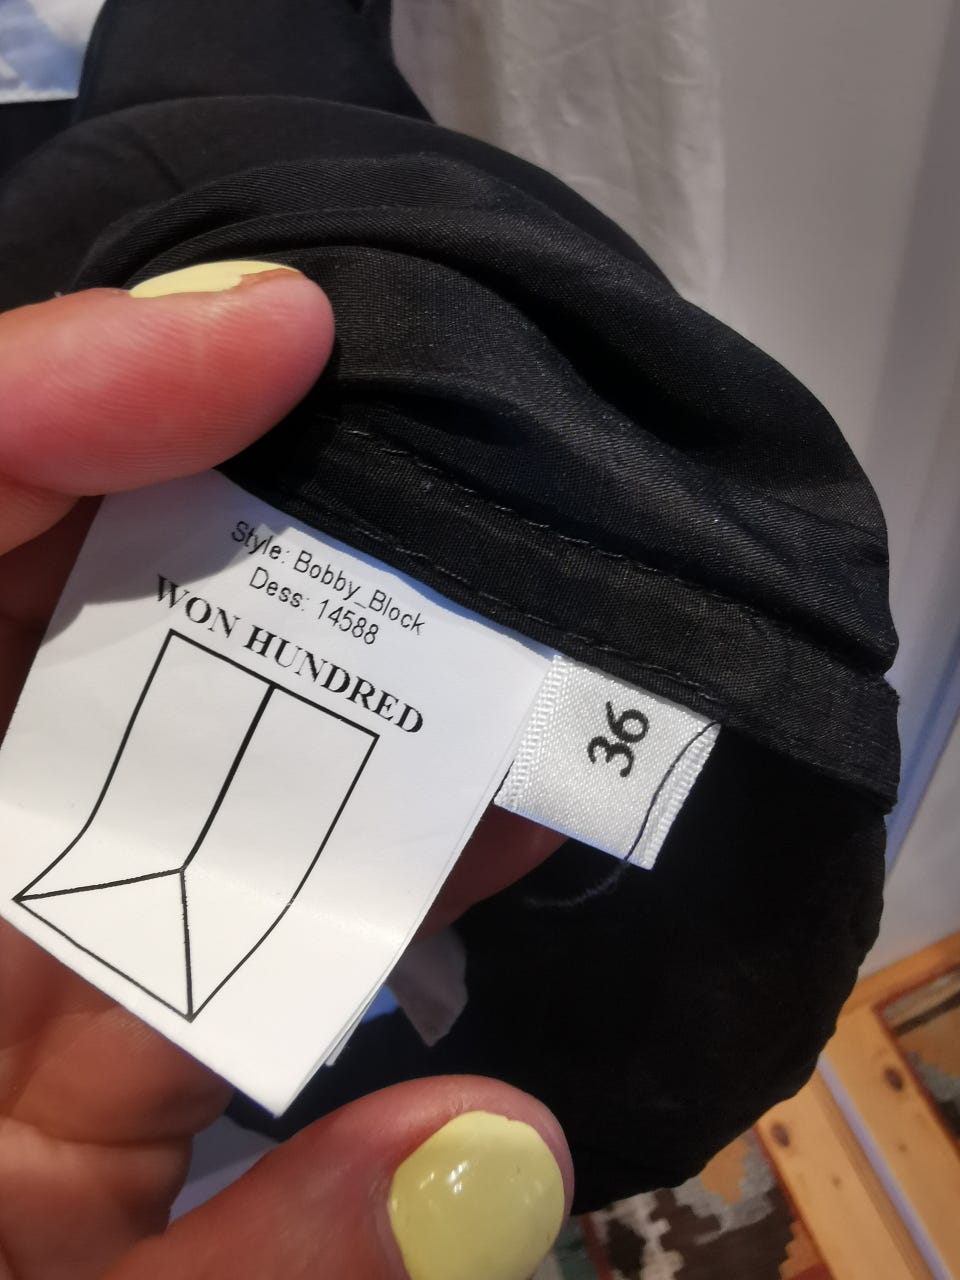 Style: Bobby_Block
Dess: 14588
WON HUNDRED
36